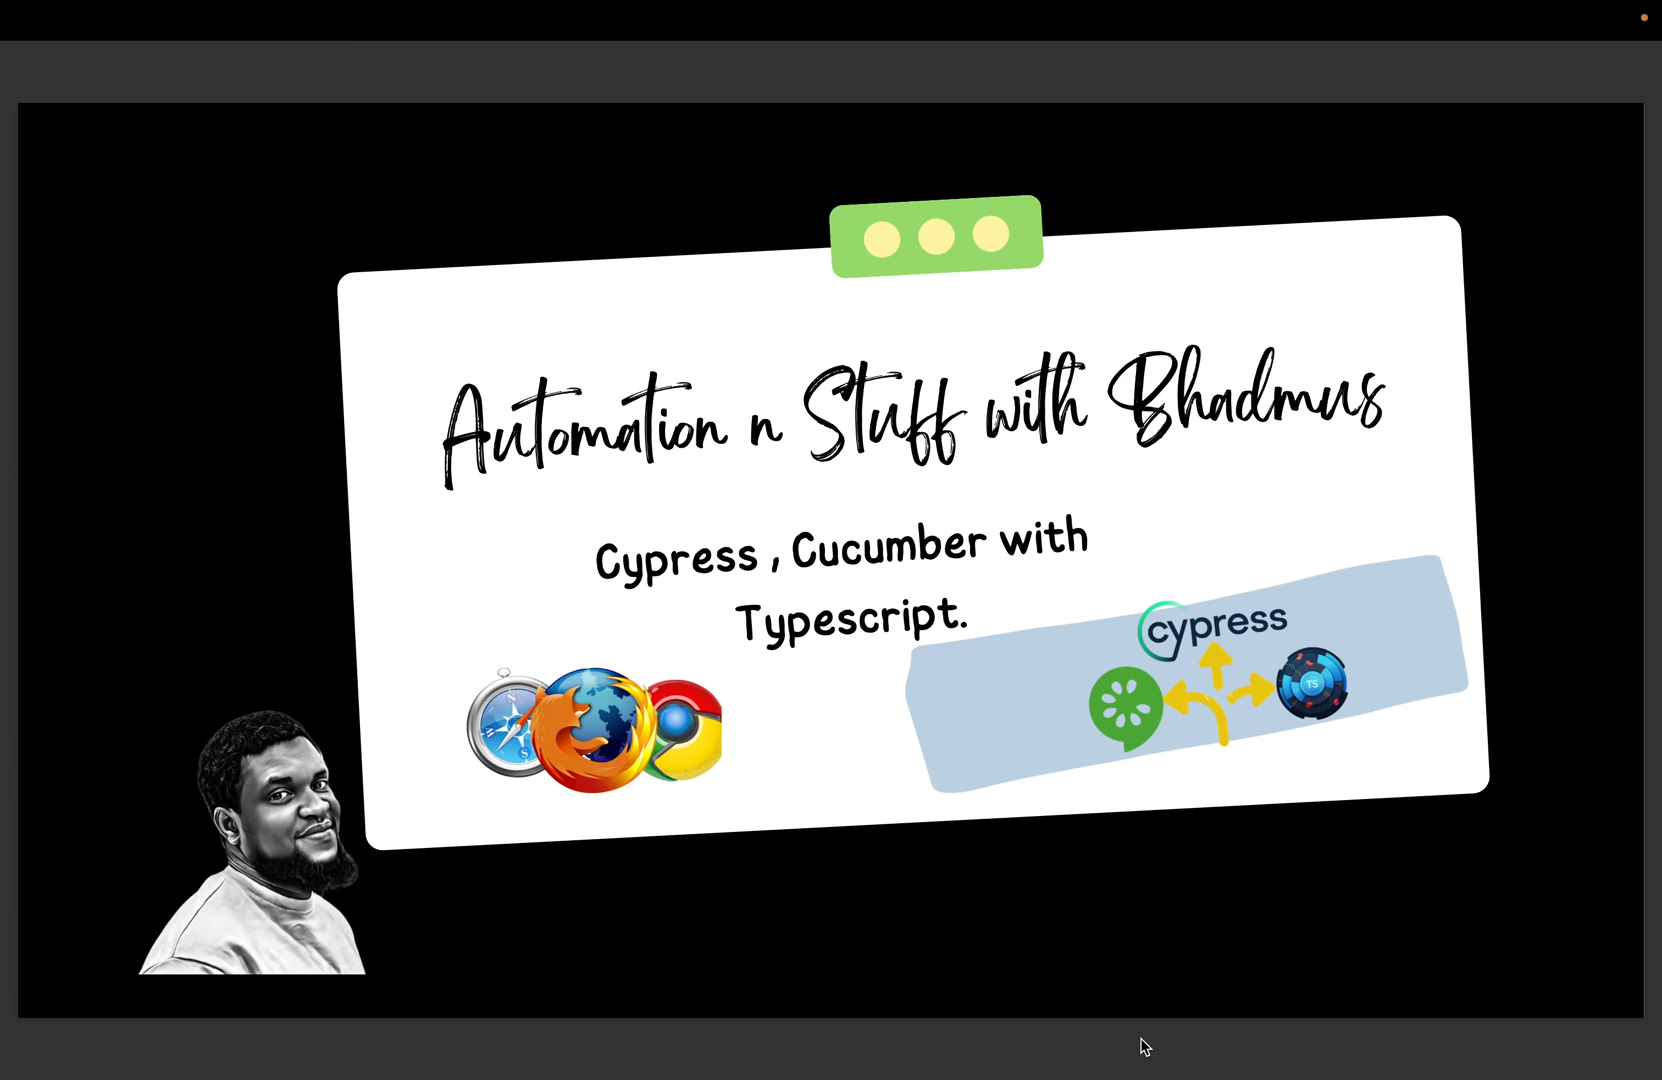 Automation n Stuff with Bhadmus
Cypress , Cucumber with
Typescript.
cypress
TS
N
W
S